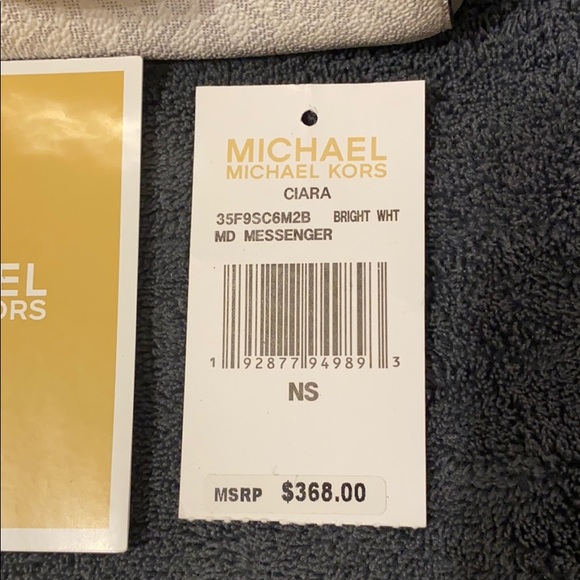 EL
ORS
MICHAEL
MICHAEL KORS
CIARA
35F9SC6M2B BRIGHT WHT
MD MESSENGER
1 92877 94989 3
NS
MSRP $368.00